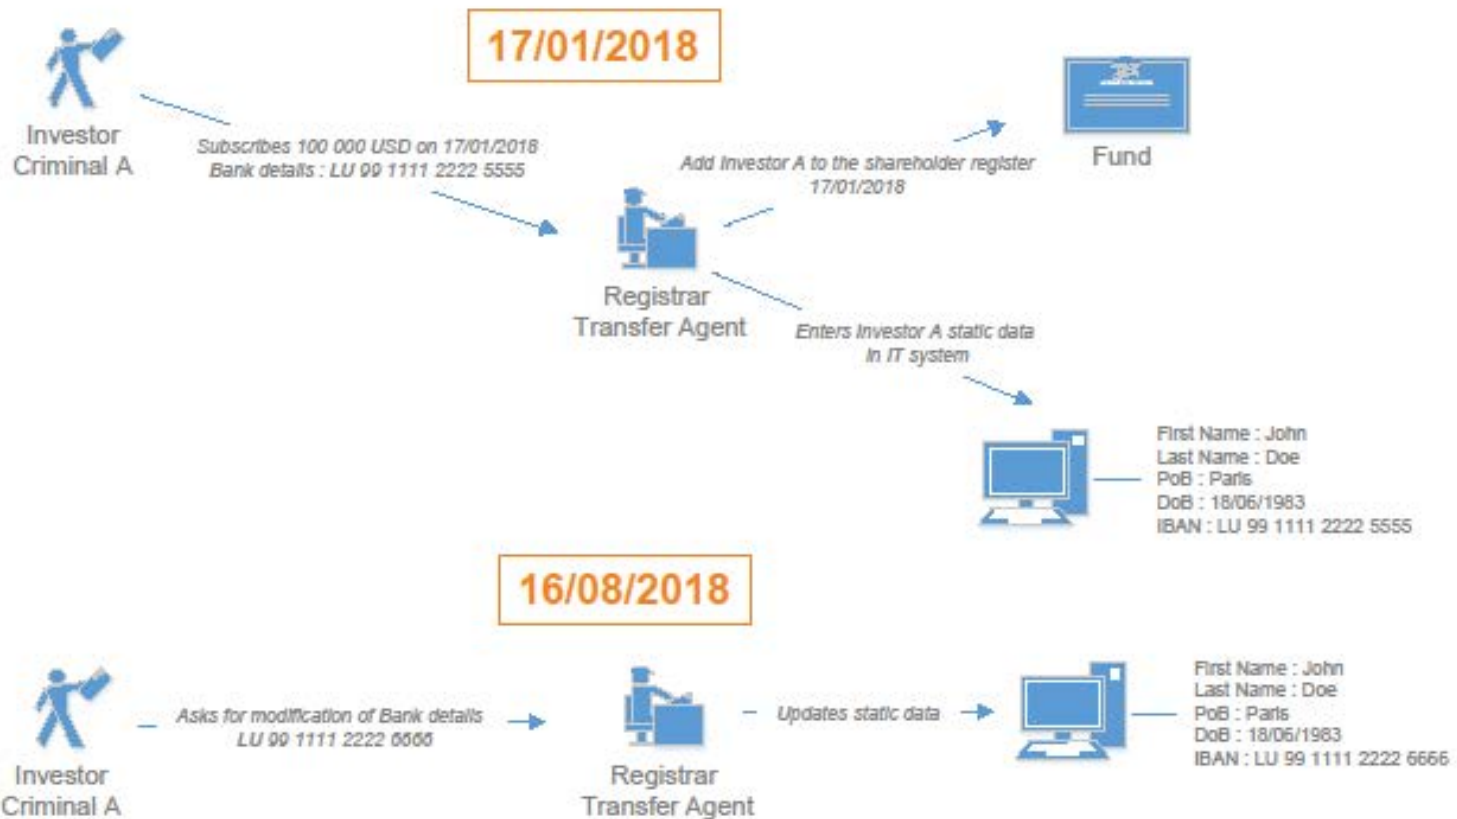 17/01/2018
Investor
Criminal A
Subscribes 100 000 USD on 17/01/2018
Bank details : LU 99 1111 2222 5555
Add Investor A to the shareholder register
17/01/2018
Fund
Registrar
Transfer Agent
Enters Investor A static data
in IT system
First Name : John
Last Name : Doe
PoB : Paris
DoB : 18/06/1983
IBAN : LU 99 1111 2222 5555
16/08/2018
Investor
Criminal A
Asks for modification of Bank details
LU 99 1111 2222 6666
Registrar
Transfer Agent
Updates static data
First Name : John
Last Name : Doe
PoB : Paris
DoB : 18/06/1983
IBAN : LU 99 1111 2222 6666